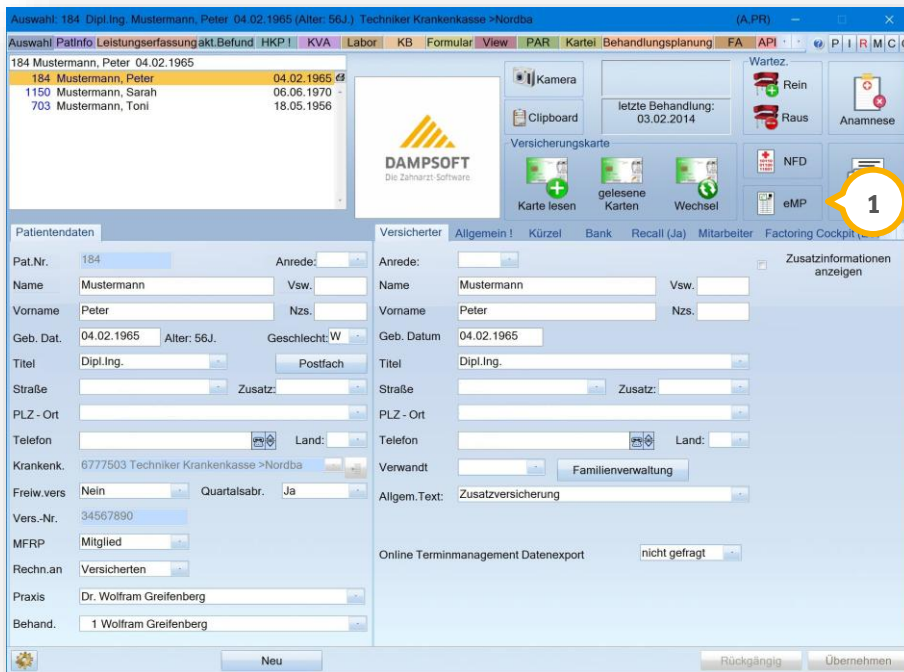 Auswahl: 184 Dipl.Ing. Mustermann, Peter 04.02.1965 (Alter: 56J.) Techniker Krankenkasse >Nordba (A,PR)
Auswahl PatInfo Leistungserfassung akt.Befund HKP ! KVA Labor KB Formular View PAR Kartei Behandlungsplanung FA API P I R M C
184 Mustermann, Peter 04.02.1965
184 Mustermann, Peter 04.02.1965
1150 Mustermann, Sarah 06.06.1970
703 Mustermann, Toni 18.05.1956
DAMPSOFT
Die Zahnarzt-Software
Kamera
Clipboard
letzte Behandlung:
03.02.2014
Versicherungskarte
Karte lesen
gelesene
Karten
Wechsel
Wartez.
Rein
Raus
NFD
eMP
Anamnese
1
Patientendaten
Pat.Nr. 184 Anrede:
Name Mustermann Vsw.
Vorname Peter Nzs.
Geb. Dat. 04.02.1965 Alter: 56J. Geschlecht: W
Titel Dipl.Ing. Postfach
Straße Zusatz:
PLZ - Ort
Telefon Land:
Krankenk. 6777503 Techniker Krankenkasse >Nordba
Freiw.vers Nein Quartalsabr. Ja
Vers.-Nr. 34567890
MFRP Mitglied
Rechn.an Versicherten
Praxis Dr. Wolfram Greifenberg
Behand. 1 Wolfram Greifenberg
Versicherter Allgemein ! Kürzel Bank Recall (Ja) Mitarbeiter Factoring Cockpit
Anrede:
Name Mustermann Vsw.
Vorname Peter Nzs.
Geb. Datum 04.02.1965
Titel Dipl.Ing.
Straße Zusatz:
PLZ - Ort
Telefon Land:
Verwandt Familienverwaltung
Allgem.Text: Zusatzversicherung
Online Terminmanagement Datenexport nicht gefragt
Zusatzinformationen
anzeigen
Neu
Rückgängig
Übernehmen